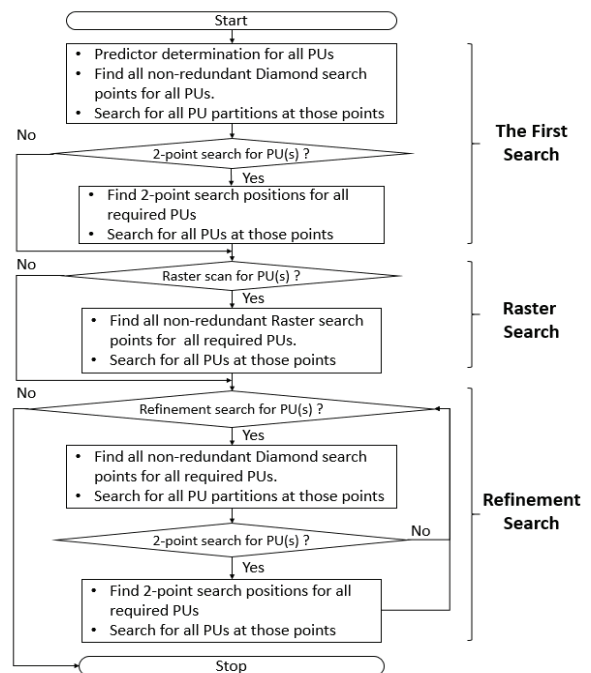 Start
• Predictor determination for all PUs
• Find all non-redundant Diamond search
points for all PUs.
• Search for all PU partitions at those points
The First
Search
No
2-point search for PU(s) ?
Yes
• Find 2-point search positions for all
required PUs
• Search for all PUs at those points
No
Raster scan for PU(s) ?
Yes
• Find all non-redundant Raster search
points for  all required PUs.
• Search for all PUs at those points
Raster
Search
No
Refinement search for PU(s) ?
Yes
• Find all non-redundant Diamond search
points for all required PUs.
• Search for all PU partitions at those points
Refinement
Search
2-point search for PU(s) ?
No
Yes
• Find 2-point search positions for all
required PUs
• Search for all PUs at those points
Stop